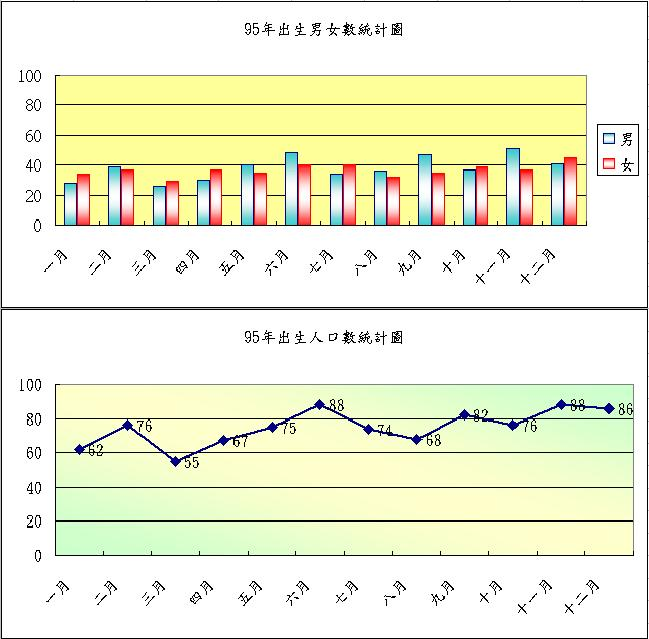 95年出生男女數統計圖
100
80
60
40
20
0
男
女
一月 二月 三月 四月 五月 六月 七月 八月 九月 十月 十一月 十二月
95年出生人口數統計圖
100
80
60
40
20
0
62 76 55 67 75 88 74 68 82 76 88 86
一月 二月 三月 四月 五月 六月 七月 八月 九月 十月 十一月 十二月